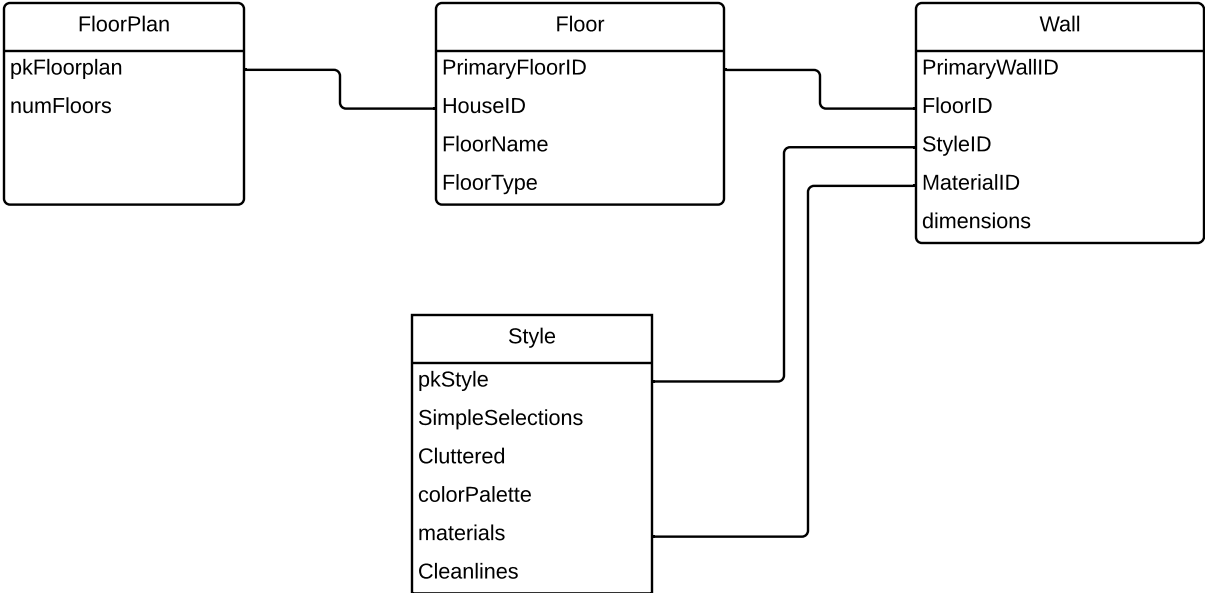 FloorPlan
pkFloorplan
numFloors
Floor
PrimaryFloorID
HouseID
FloorName
FloorType
Wall
PrimaryWallID
FloorID
StyleID
MaterialID
dimensions
Style
pkStyle
SimpleSelections
Cluttered
colorPalette
materials
Cleanlines